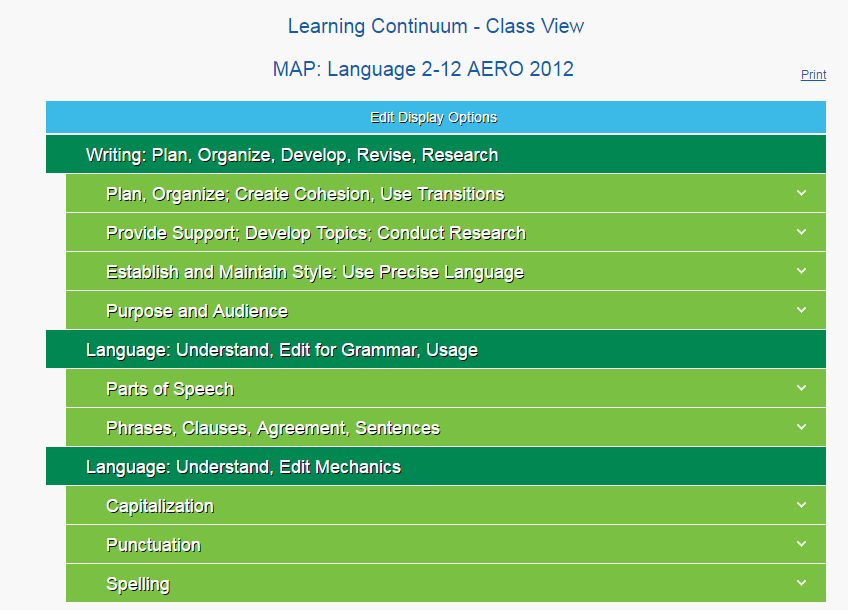 Learning Continuum - Class View
MAP: Language 2-12 AERO 2012
Print
Edit Display Options
Writing: Plan, Organize, Develop, Revise, Research
Plan, Organize; Create Cohesion, Use Transitions
Provide Support; Develop Topics; Conduct Research
Establish and Maintain Style: Use Precise Language
Purpose and Audience
Language: Understand, Edit for Grammar, Usage
Parts of Speech
Phrases, Clauses, Agreement, Sentences
Language: Understand, Edit Mechanics
Capitalization
Punctuation
Spelling